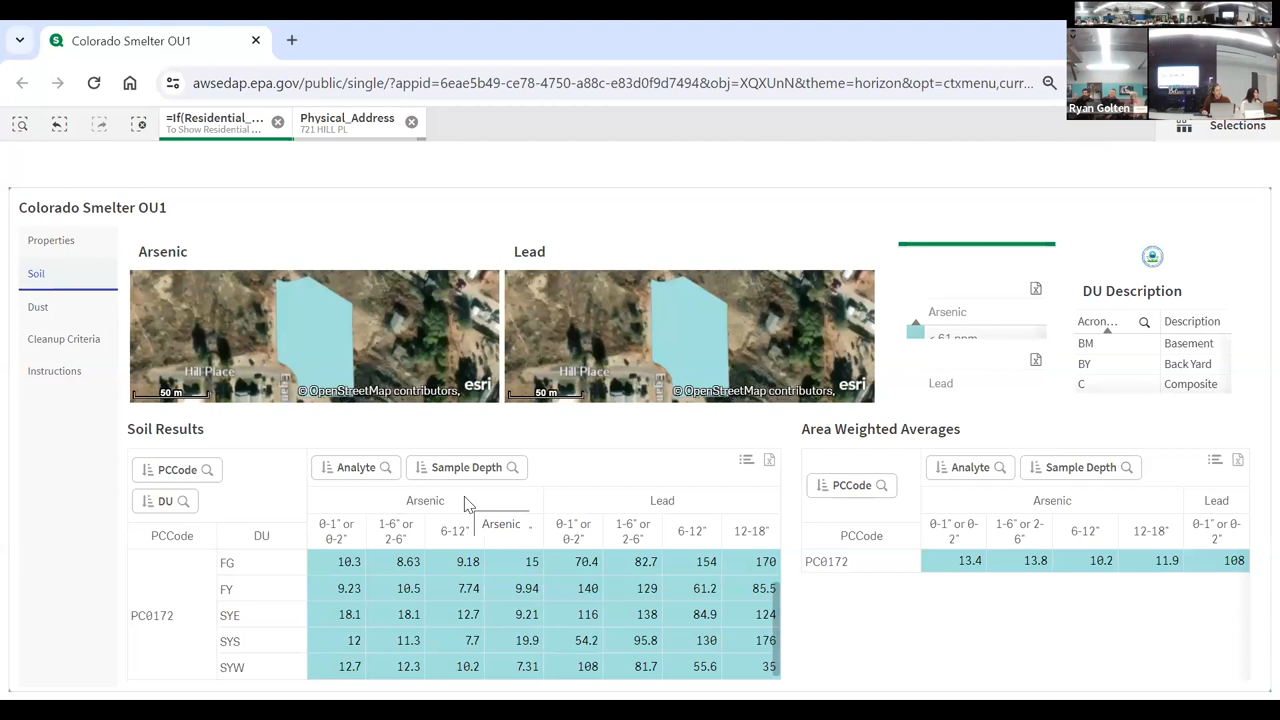 Colorado Smelter OU1
awsedap.epa.gov/public/single/?appid=6eae5b49-ce78-4750-a88c-e83d0f9d7494&obj=XQXUnN&theme=horizon&opt=ctxmenu,curr...
Ryan Golten
=If(Residential_...
To Show Residential ...
Physical_Address
721 HILL PL
Selections
Colorado Smelter OU1
Properties
Soil
Dust
Cleanup Criteria
Instructions
Arsenic
Hill Place
50 m
© OpenStreetMap contributors,
esri
Lead
Hill Place
50 m
© OpenStreetMap contributors,
esri
Arsenic
< 61 ppm
Lead
DU Description
Acron... Description
BM Basement
BY Back Yard
C Composite
Soil Results
PCCode
DU
Analyte Sample Depth
Arsenic Lead
PCCode DU 0-1" or 0-2" 1-6" or 2-6" 6-12" Arsenic 0-1" or 0-2" 1-6" or 2-6" 6-12" 12-18"
FG 10.3 8.63 9.18 15 70.4 82.7 154 170
FY 9.23 10.5 7.74 9.94 140 129 61.2 85.5
PC0172 SYE 18.1 18.1 12.7 9.21 116 138 84.9 124
SYS 12 11.3 7.7 19.9 54.2 95.8 130 176
SYW 12.7 12.3 10.2 7.31 108 81.7 55.6 35
Area Weighted Averages
PCCode
Analyte Sample Depth
Arsenic Lead
PCCode 0-1" or 0-2" 1-6" or 2-6" 6-12" 12-18" 0-1" or 0-2"
PC0172 13.4 13.8 10.2 11.9 108